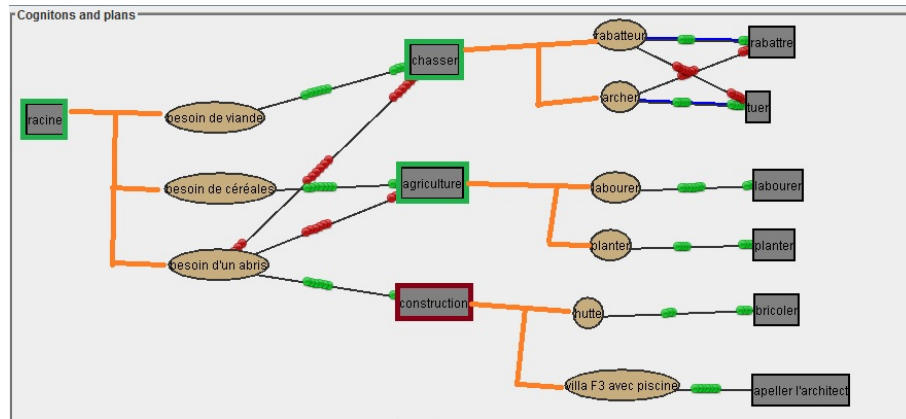 Cognitons and plans
racine
besoin de viande
besoin de céréales
besoin d'un abris
chasser
agriculture
construction
rabatteur
archer
labourer
planter
hutte
villa F3 avec piscine
rabattre
tuer
labourer
planter
bricoler
apeller l'architect